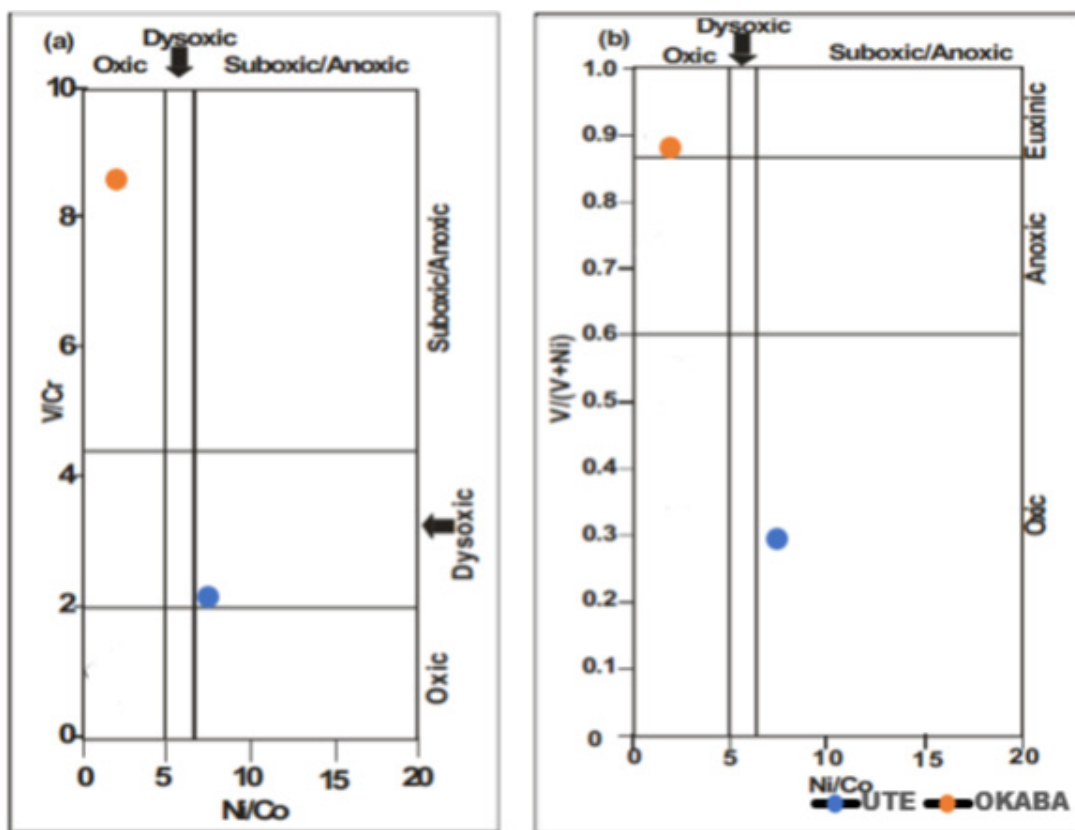 (a)
Dysoxic
Oxic
Suboxic/Anoxic
10
8
6
4
2
0
V/Cr
Suboxic/Anoxic
Dysoxic
Oxic
0
5
10
15
20
Ni/Co
(b)
Dysoxic
Oxic
Suboxic/Anoxic
1.0
0.9
0.8
0.7
0.6
0.5
0.4
0.3
0.2
0.1
0
V/(V+Ni)
Euxinic
Anoxic
Oxic
0
5
10
15
20
Ni/Co
UTE
OKABA